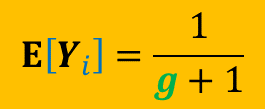 E[Y_i] = 1/(g + 1)